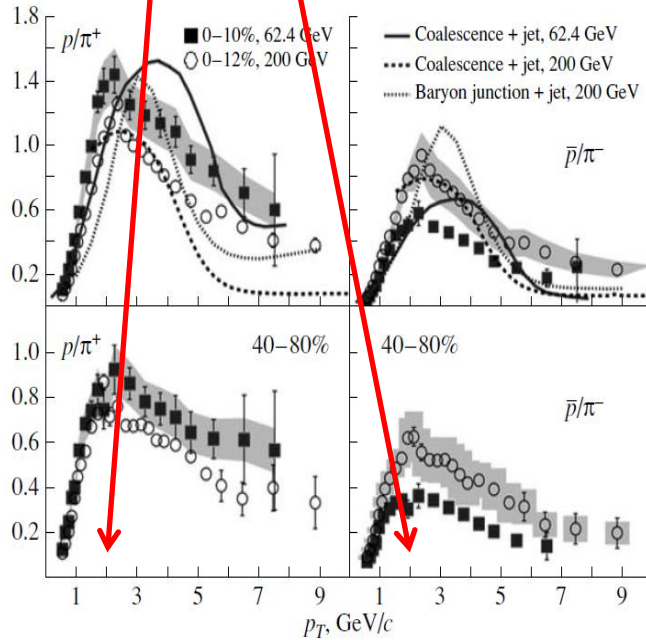 1.8
p/π⁺
■ 0–10%, 62.4 GeV
○ 0–12%, 200 GeV
1.4
1.0
0.6
0.2
Coalescence + jet, 62.4 GeV
Coalescence + jet, 200 GeV
Baryon junction + jet, 200 GeV
p̄/π⁻
1.0
p/π⁺
40–80%
0.8
0.6
0.4
0.2
40–80%
p̄/π⁻
1 3 5 7 9 1 3 5 7 9
p_T, GeV/c